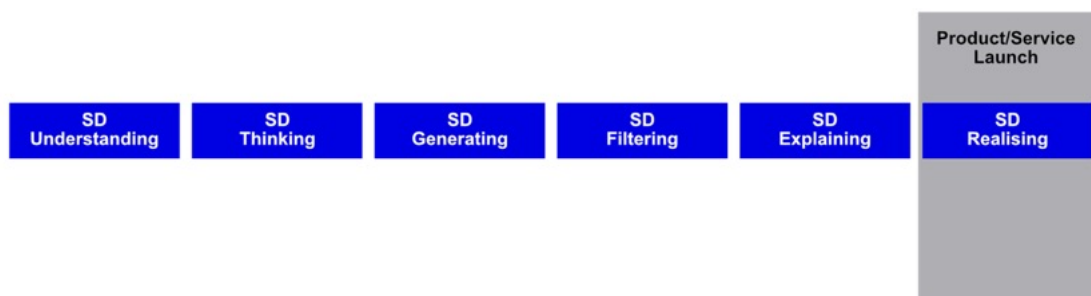 Product/Service
Launch
SD
Understanding
SD
Thinking
SD
Generating
SD
Filtering
SD
Explaining
SD
Realising